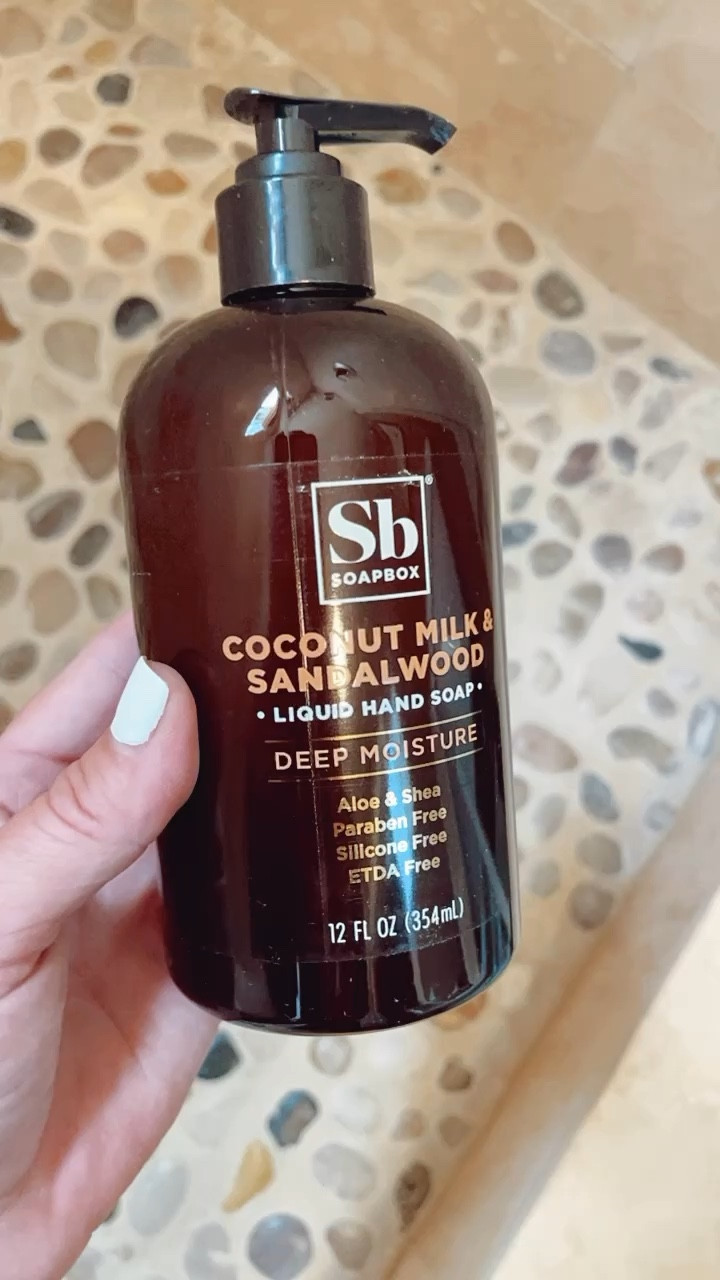 Sb®
SOAPBOX
COCONUT MILK &
SANDALWOOD
• LIQUID HAND SOAP •
DEEP MOISTURE
Aloe & Shea
Paraben Free
Silicone Free
ETDA Free
12 FL OZ (354mL)